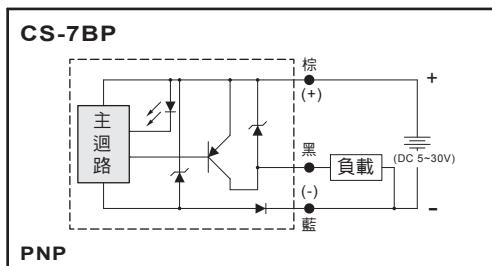 CS-7BP
棕
(+)
+
主迴路
黑
負載
(DC 5~30V)
(-)
藍
-
PNP